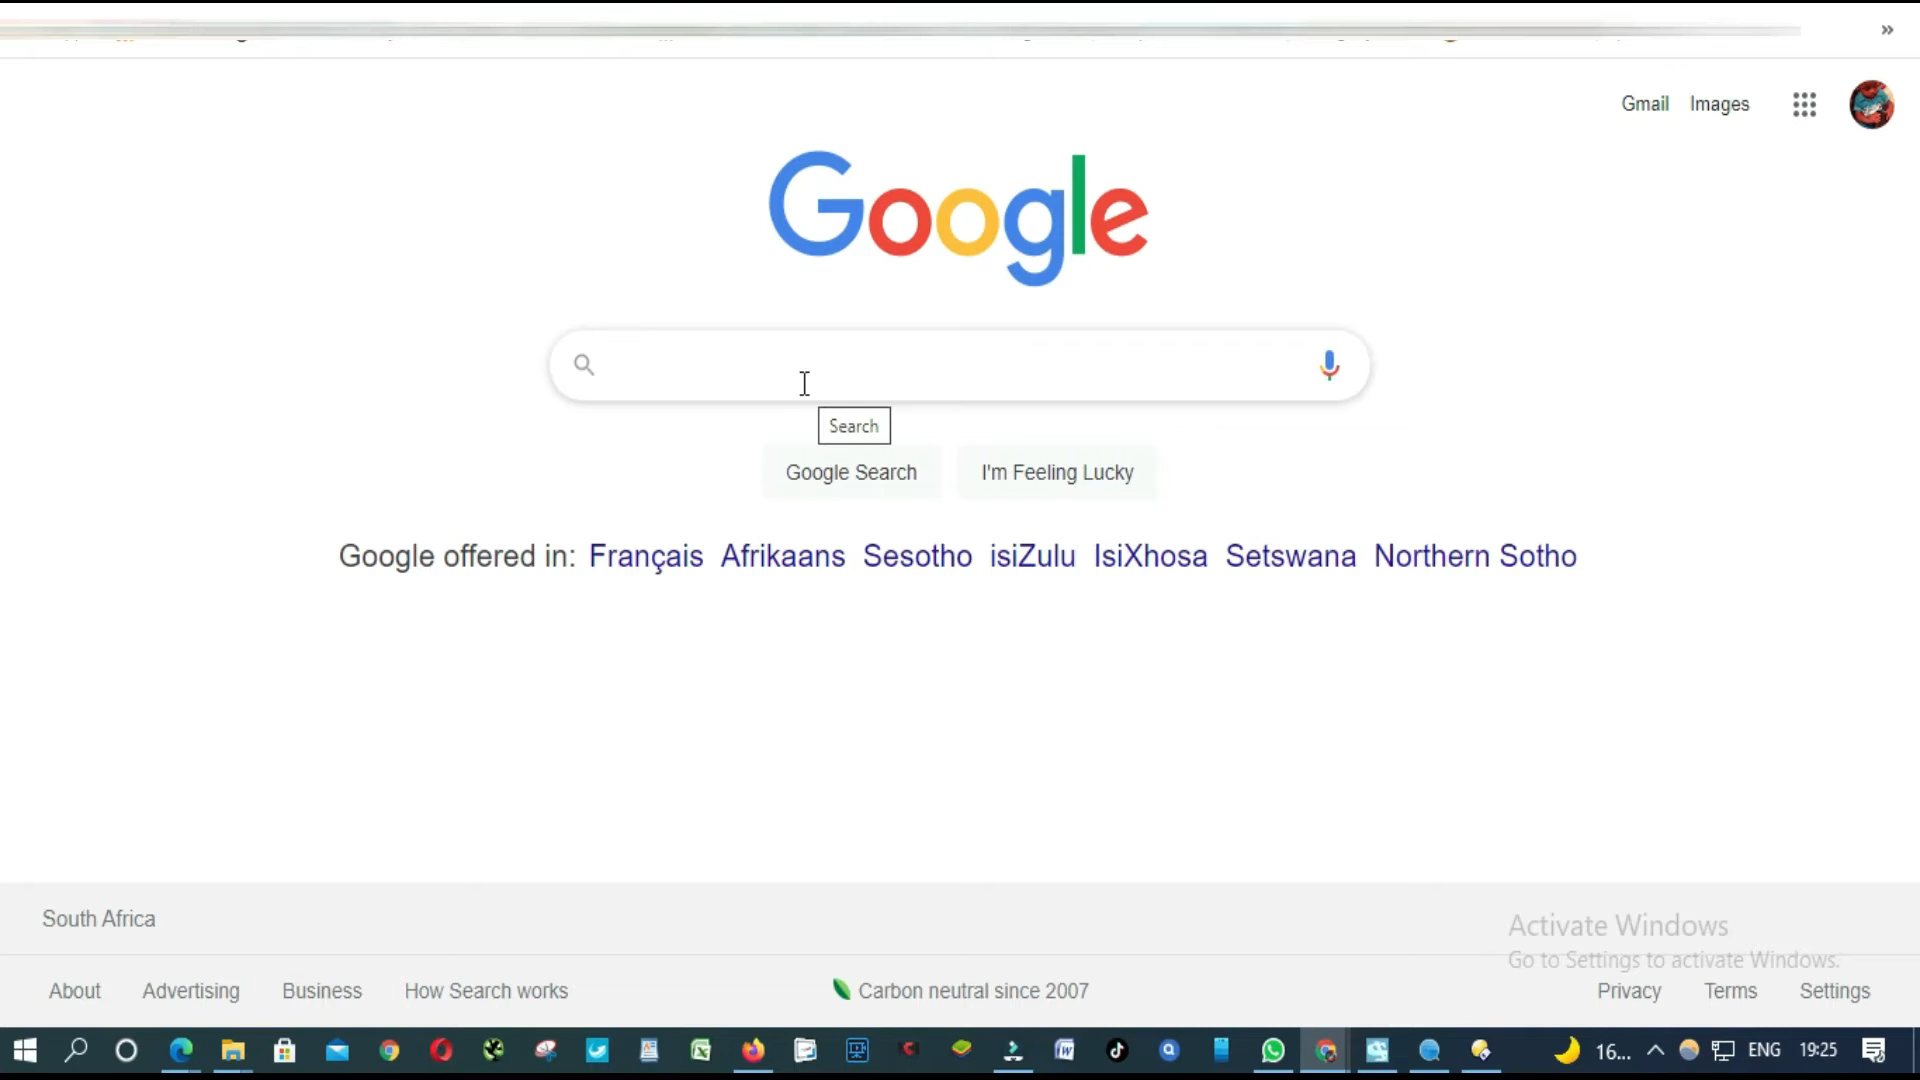 »
Gmail Images
Google
Search
Google Search I'm Feeling Lucky
Google offered in: Français Afrikaans Sesotho isiZulu IsiXhosa Setswana Northern Sotho
South Africa
Activate Windows
Go to Settings to activate Windows.
About Advertising Business How Search works Carbon neutral since 2007 Privacy Terms Settings
16... ENG 19:25